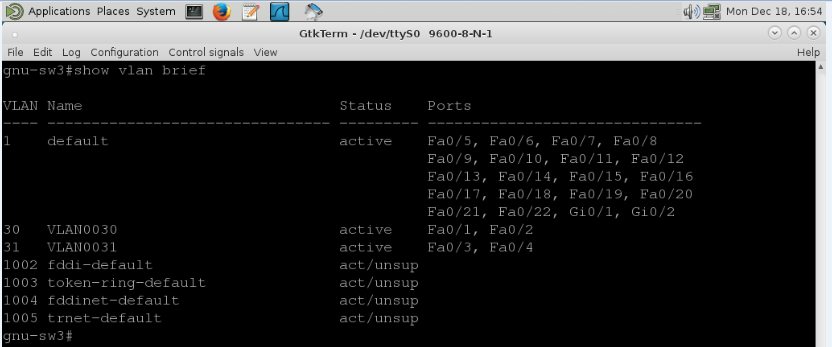 Applications Places System Mon Dec 18, 16:54
GtkTerm - /dev/ttyS0 9600-8-N-1
File Edit Log Configuration Control signals View Help
gnu-sw3#show vlan brief
VLAN Name Status Ports
---- -------------------------------- --------- -------------------------------
1 default active Fa0/5, Fa0/6, Fa0/7, Fa0/8
Fa0/9, Fa0/10, Fa0/11, Fa0/12
Fa0/13, Fa0/14, Fa0/15, Fa0/16
Fa0/17, Fa0/18, Fa0/19, Fa0/20
Fa0/21, Fa0/22, Gi0/1, Gi0/2
30 VLAN0030 active Fa0/1, Fa0/2
31 VLAN0031 active Fa0/3, Fa0/4
1002 fddi-default act/unsup
1003 token-ring-default act/unsup
1004 fddinet-default act/unsup
1005 trnet-default act/unsup
gnu-sw3#